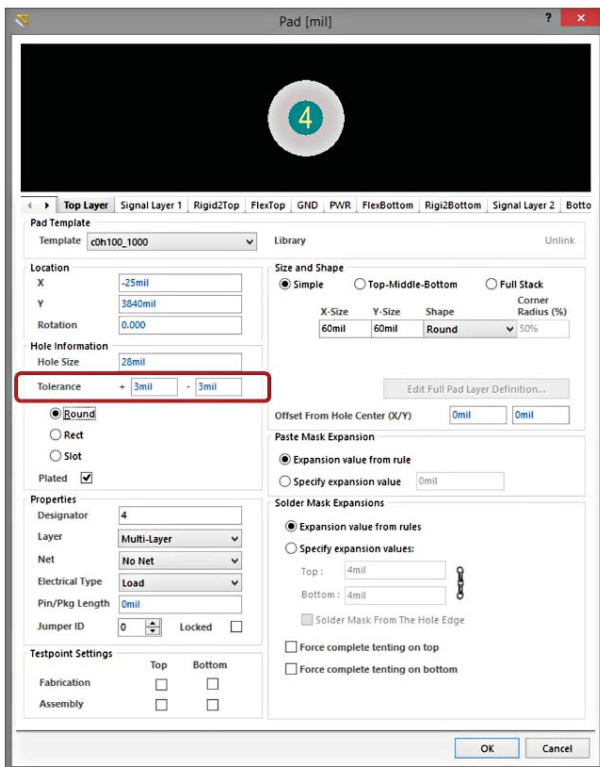 Pad [mil]
?
4
Top Layer Signal Layer 1 Rigid2Top FlexTop GND PWR FlexBottom Rigi2Bottom Signal Layer 2 Botto
Pad Template
Template c0h100_1000 Library Unlink
Location
X -25mil
Y 3840mil
Rotation 0.000
Hole Information
Hole Size 28mil
Tolerance + 3mil - 3mil
Round
Rect
Slot
Plated
Properties
Designator 4
Layer Multi-Layer
Net No Net
Electrical Type Load
Pin/Pkg Length 0mil
Jumper ID 0 Locked
Testpoint Settings
Top Bottom
Fabrication
Assembly
Size and Shape
Simple Top-Middle-Bottom Full Stack
X-Size Y-Size Shape Corner Radius (%)
60mil 60mil Round 50%
Edit Full Pad Layer Definition...
Offset From Hole Center (X/Y) 0mil 0mil
Paste Mask Expansion
Expansion value from rule
Specify expansion value 0mil
Solder Mask Expansions
Expansion value from rules
Specify expansion values:
Top : 4mil
Bottom : 4mil
Solder Mask From The Hole Edge
Force complete tenting on top
Force complete tenting on bottom
OK Cancel